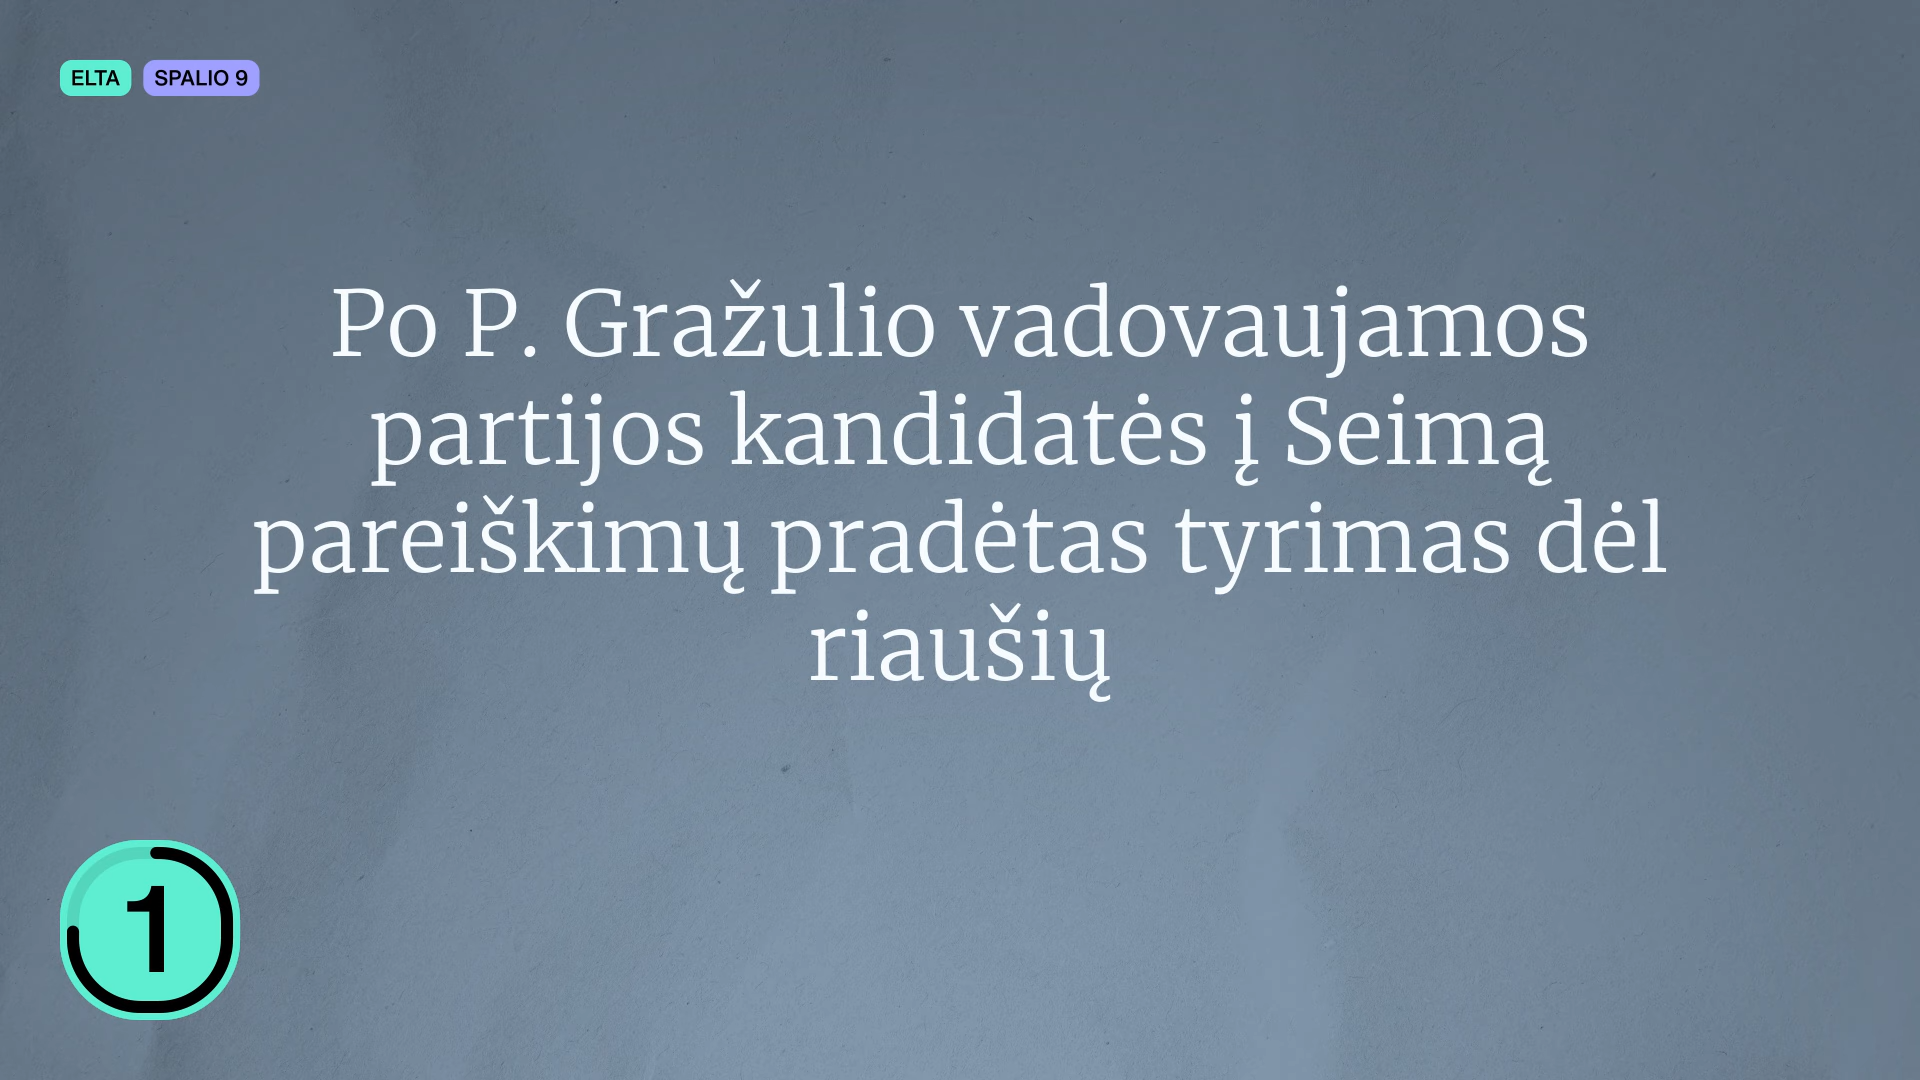 ELTA SPALIO 9
Po P. Gražulio vadovaujamos
partijos kandidatės į Seimą
pareiškimų pradėtas tyrimas dėl
riaušių
1